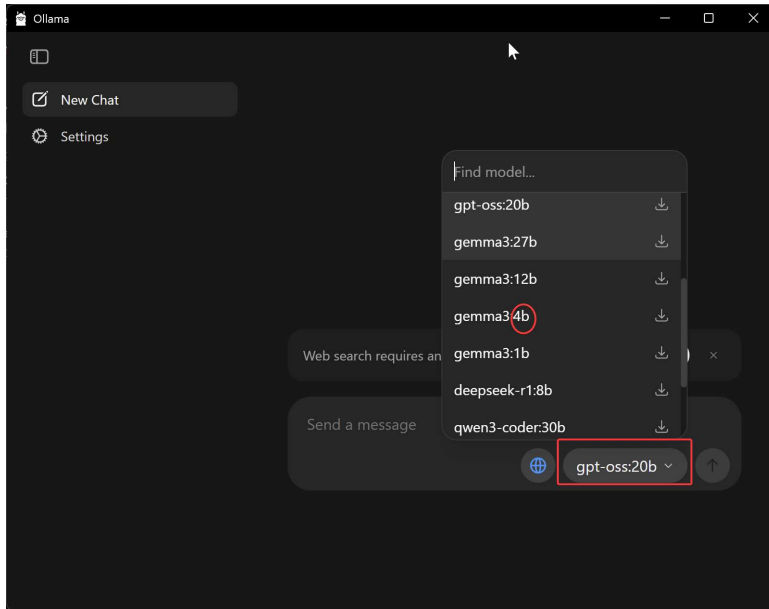 Ollama
New Chat
Settings
Find model...
gpt-oss:20b
gemma3:27b
gemma3:12b
gemma3:4b
gemma3:1b
deepseek-r1:8b
qwen3-coder:30b
Web search requires an
Send a message
gpt-oss:20b